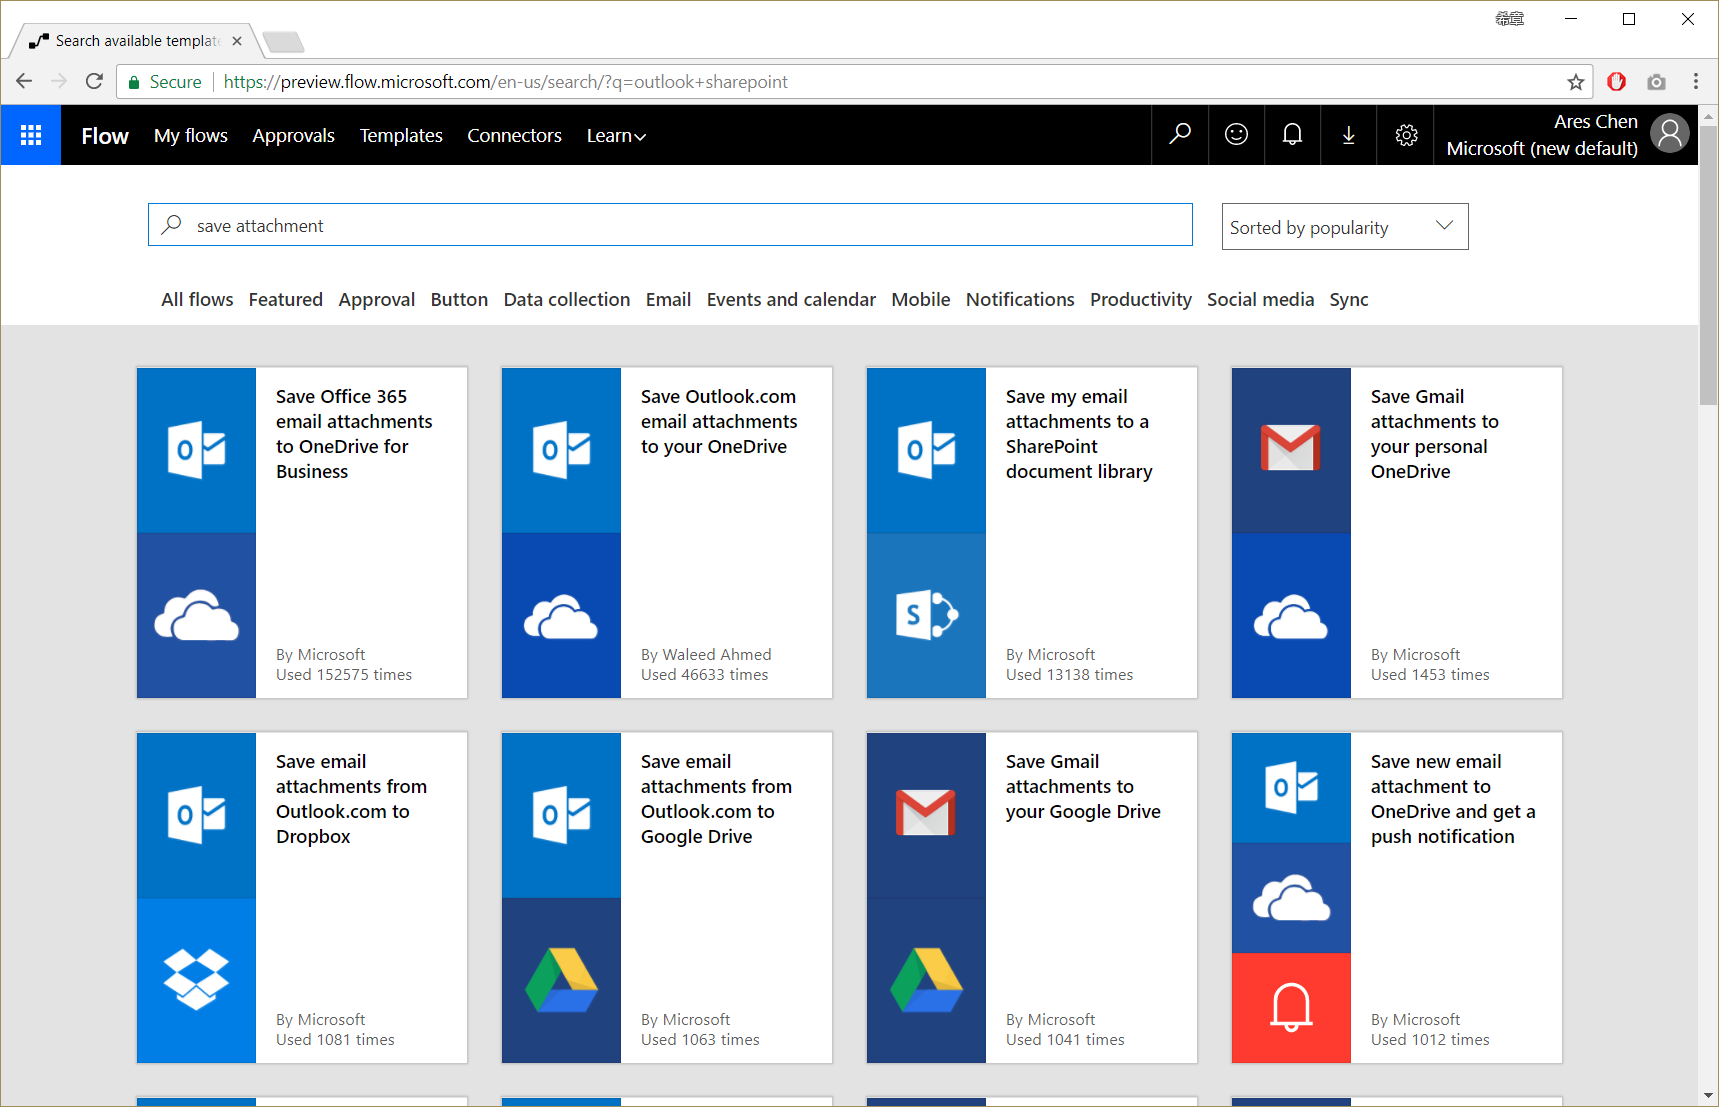 希章
Search available templat
Secure
https://preview.flow.microsoft.com/en-us/search/?q=outlook+sharepoint
Flow My flows Approvals Templates Connectors Learn
Ares Chen
Microsoft (new default)
save attachment
Sorted by popularity
All flows Featured Approval Button Data collection Email Events and calendar Mobile Notifications Productivity Social media Sync
Save Office 365
email attachments
to OneDrive for
Business
By Microsoft
Used 152575 times
Save Outlook.com
email attachments
to your OneDrive
By Waleed Ahmed
Used 46633 times
Save my email
attachments to a
SharePoint
document library
By Microsoft
Used 13138 times
Save Gmail
attachments to
your personal
OneDrive
By Microsoft
Used 1453 times
Save email
attachments from
Outlook.com to
Dropbox
By Microsoft
Used 1081 times
Save email
attachments from
Outlook.com to
Google Drive
By Microsoft
Used 1063 times
Save Gmail
attachments to
your Google Drive
By Microsoft
Used 1041 times
Save new email
attachment to
OneDrive and get a
push notification
By Microsoft
Used 1012 times